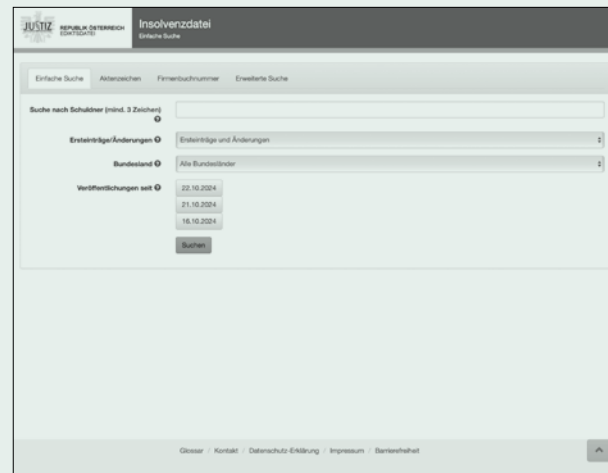 JUSTIZ
REPUBLIK ÖSTERREICH
EDIKTSDATEI
Insolvenzdatei
Einfache Suche
Einfache Suche
Aktenzeichen
Firmenbuchnummer
Erweiterte Suche
Suche nach Schuldner (mind. 3 Zeichen)
Ersteinträge/Änderungen
Ersteinträge und Änderungen
Bundesland
Alle Bundesländer
Veröffentlichungen seit
22.10.2024
21.10.2024
16.10.2024
Suchen
Glossar / Kontakt / Datenschutz-Erklärung / Impressum / Barrierefreiheit